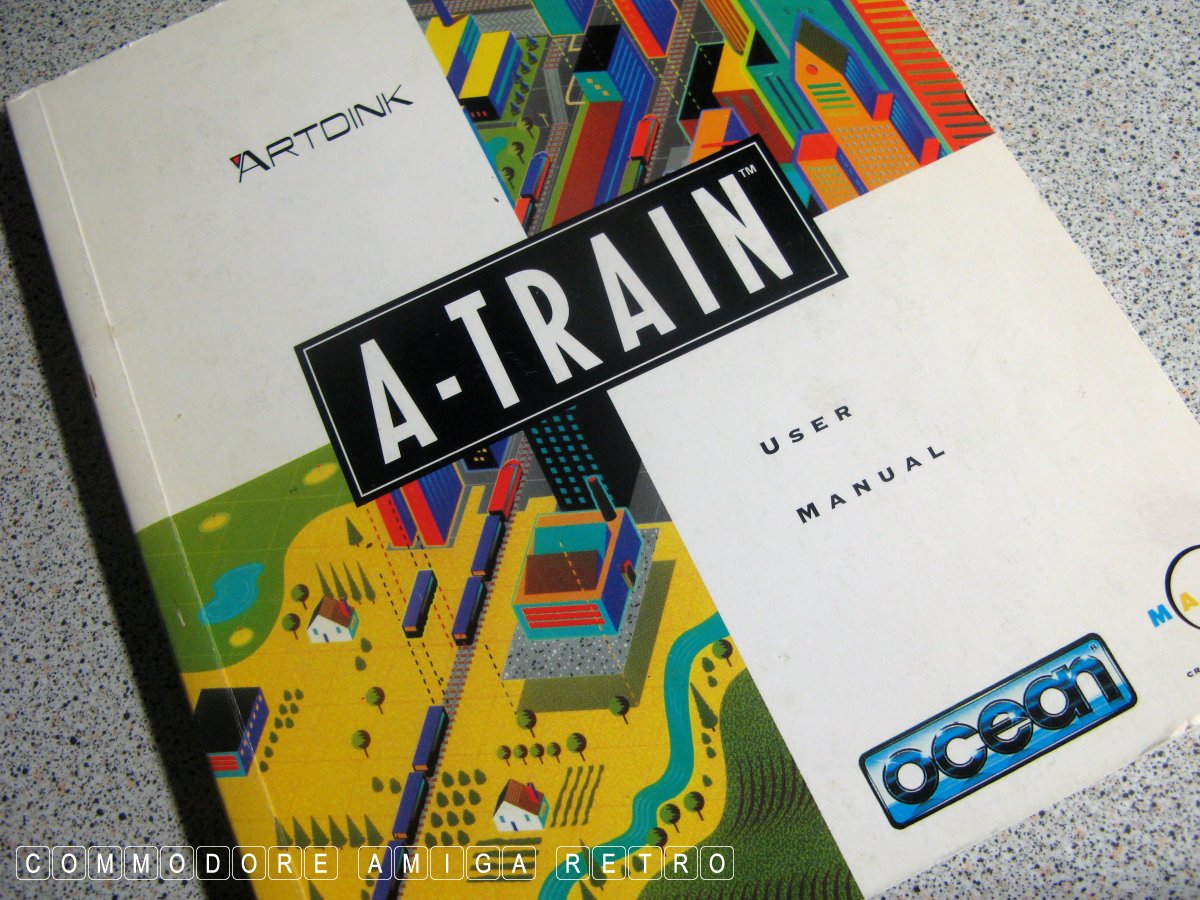 ARTDINK
A-TRAIN™
USER
MANUAL
ocean®
COMMODORE AMIGA RETRO